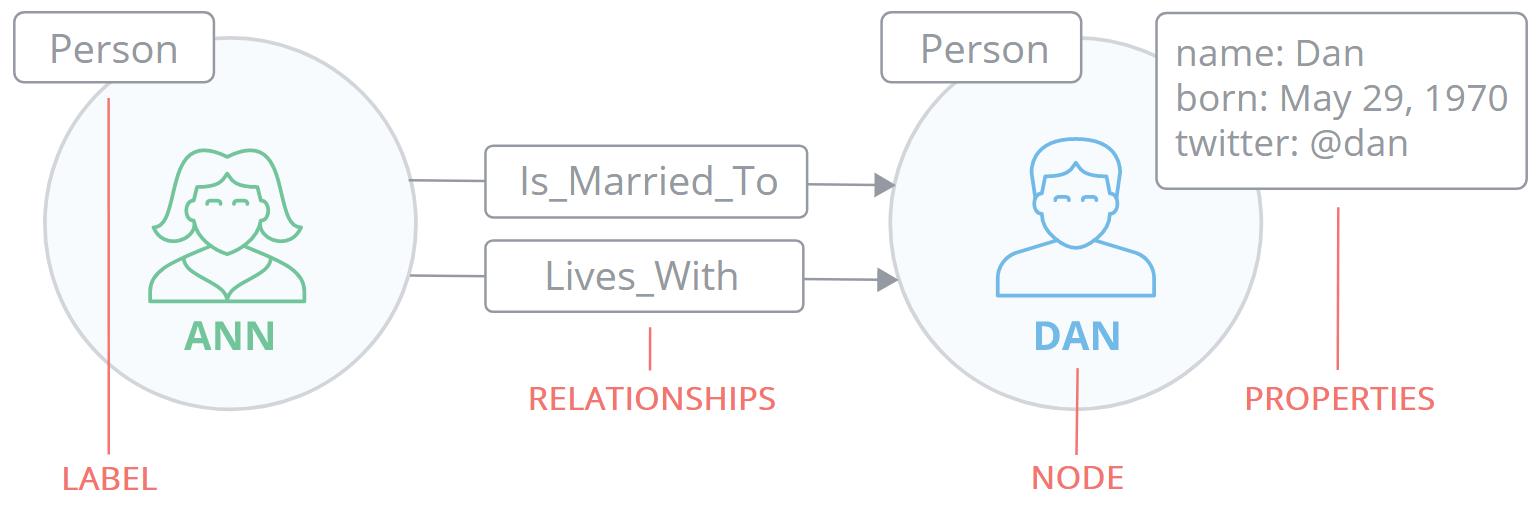 Person
Person
name: Dan
born: May 29, 1970
twitter: @dan
Is_Married_To
Lives_With
ANN
DAN
RELATIONSHIPS
PROPERTIES
LABEL
NODE